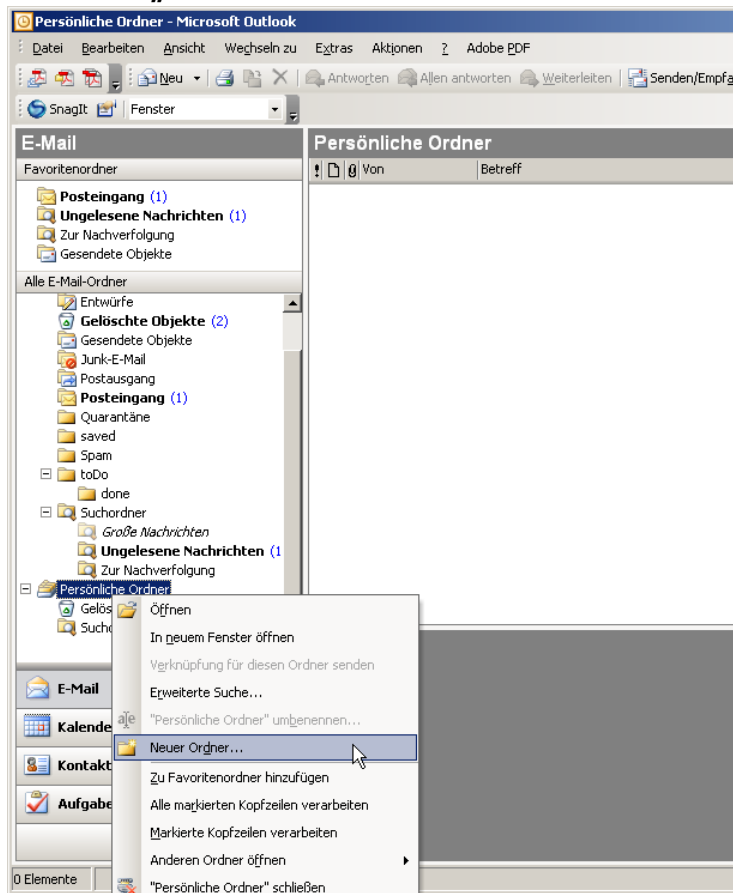 Persönliche Ordner - Microsoft Outlook
Datei Bearbeiten Ansicht Wechseln zu Extras Aktionen ? Adobe PDF
Neu Antworten Allen antworten Weiterleiten Senden/Empfa
SnagIt Fenster
E-Mail
Favoritenordner
Posteingang (1)
Ungelesene Nachrichten (1)
Zur Nachverfolgung
Gesendete Objekte
Alle E-Mail-Ordner
Entwürfe
Gelöschte Objekte (2)
Gesendete Objekte
Junk-E-Mail
Postausgang
Posteingang (1)
Quarantäne
saved
Spam
toDo
done
Suchordner
Große Nachrichten
Ungelesene Nachrichten (1
Zur Nachverfolgung
Persönliche Ordner
Gelös
Sucho
E-Mail
Kalende
Kontakt
Aufgabe
0 Elemente
Persönliche Ordner
Von Betreff
Öffnen
In neuem Fenster öffnen
Verknüpfung für diesen Ordner senden
Erweiterte Suche...
"Persönliche Ordner" umbenennen...
Neuer Ordner...
Zu Favoritenordner hinzufügen
Alle markierten Kopfzeilen verarbeiten
Markierte Kopfzeilen verarbeiten
Anderen Ordner öffnen
"Persönliche Ordner" schließen